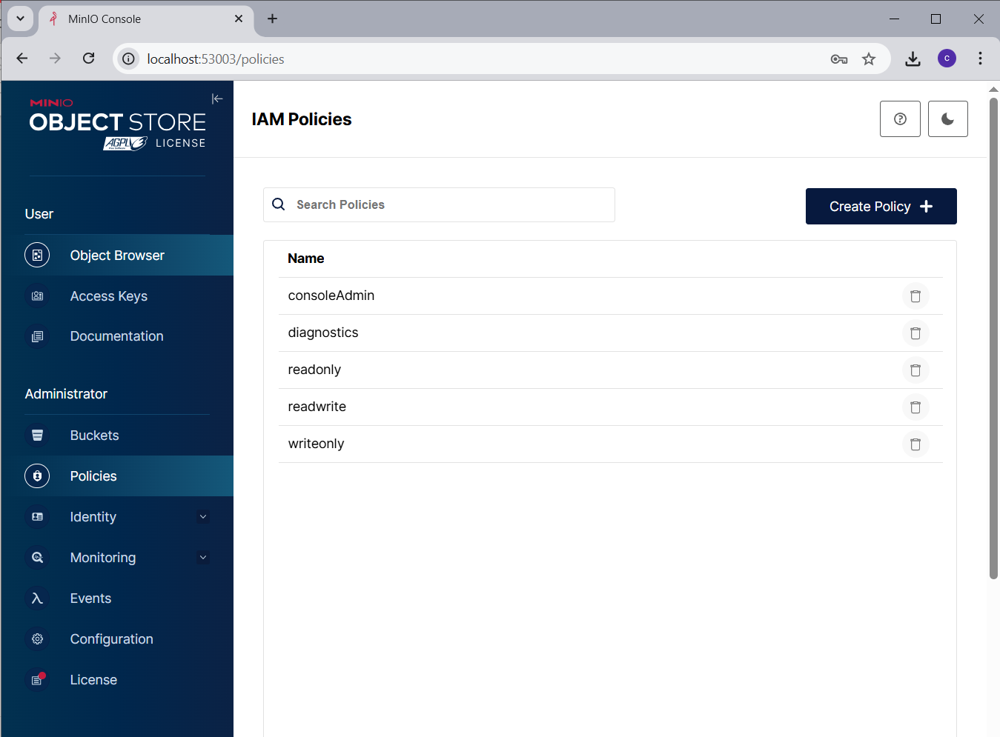 MinIO Console
localhost:53003/policies
C
MINIO
OBJECT STORE
AGPLv3 LICENSE
IAM Policies
User
Object Browser
Access Keys
Documentation
Administrator
Buckets
Policies
Identity
Monitoring
Events
Configuration
License
Search Policies
Create Policy
Name
consoleAdmin
diagnostics
readonly
readwrite
writeonly